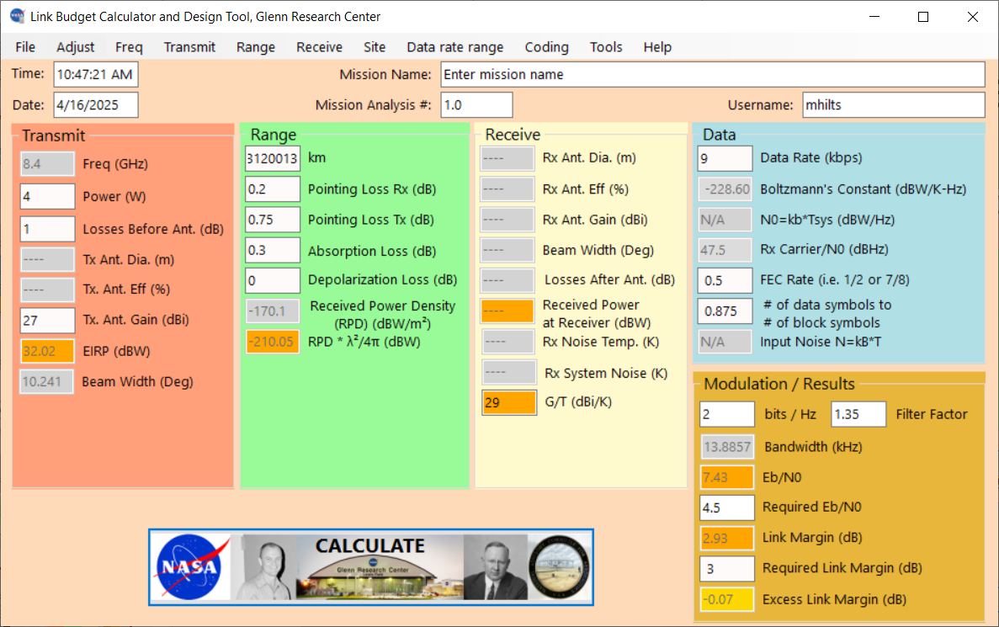 Link Budget Calculator and Design Tool, Glenn Research Center
File Adjust Freq Transmit Range Receive Site Data rate range Coding Tools Help
Time: 10:47:21 AM Mission Name: Enter mission name
Date: 4/16/2025 Mission Analysis #: 1.0 Username: mhilts
Transmit
8.4 Freq (GHz)
4 Power (W)
1 Losses Before Ant. (dB)
---- Tx Ant. Dia. (m)
---- Tx. Ant. Eff (%)
27 Tx. Ant. Gain (dBi)
32.02 EIRP (dBW)
10.241 Beam Width (Deg)
Range
3120013 km
0.2 Pointing Loss Rx (dB)
0.75 Pointing Loss Tx (dB)
0.3 Absorption Loss (dB)
0 Depolarization Loss (dB)
-170.1 Received Power Density
(RPD) (dBW/m²)
-210.05 RPD * λ²/4π (dBW)
Receive
---- Rx Ant. Dia. (m)
---- Rx Ant. Eff (%)
---- Rx Ant. Gain (dBi)
---- Beam Width (Deg)
---- Losses After Ant. (dB)
---- Received Power
at Receiver (dBW)
---- Rx Noise Temp. (K)
---- Rx System Noise (K)
29 G/T (dBi/K)
Data
9 Data Rate (kbps)
-228.60 Boltzmann's Constant (dBW/K-Hz)
N/A N0=kb*Tsys (dBW/Hz)
47.5 Rx Carrier/N0 (dBHz)
0.5 FEC Rate (i.e. 1/2 or 7/8)
0.875 # of data symbols to
# of block symbols
N/A Input Noise N=kB*T
Modulation / Results
2 bits / Hz 1.35 Filter Factor
13.8857 Bandwidth (kHz)
7.43 Eb/N0
4.5 Required Eb/N0
2.93 Link Margin (dB)
3 Required Link Margin (dB)
-0.07 Excess Link Margin (dB)
NASA
CALCULATE
Glenn Research Center